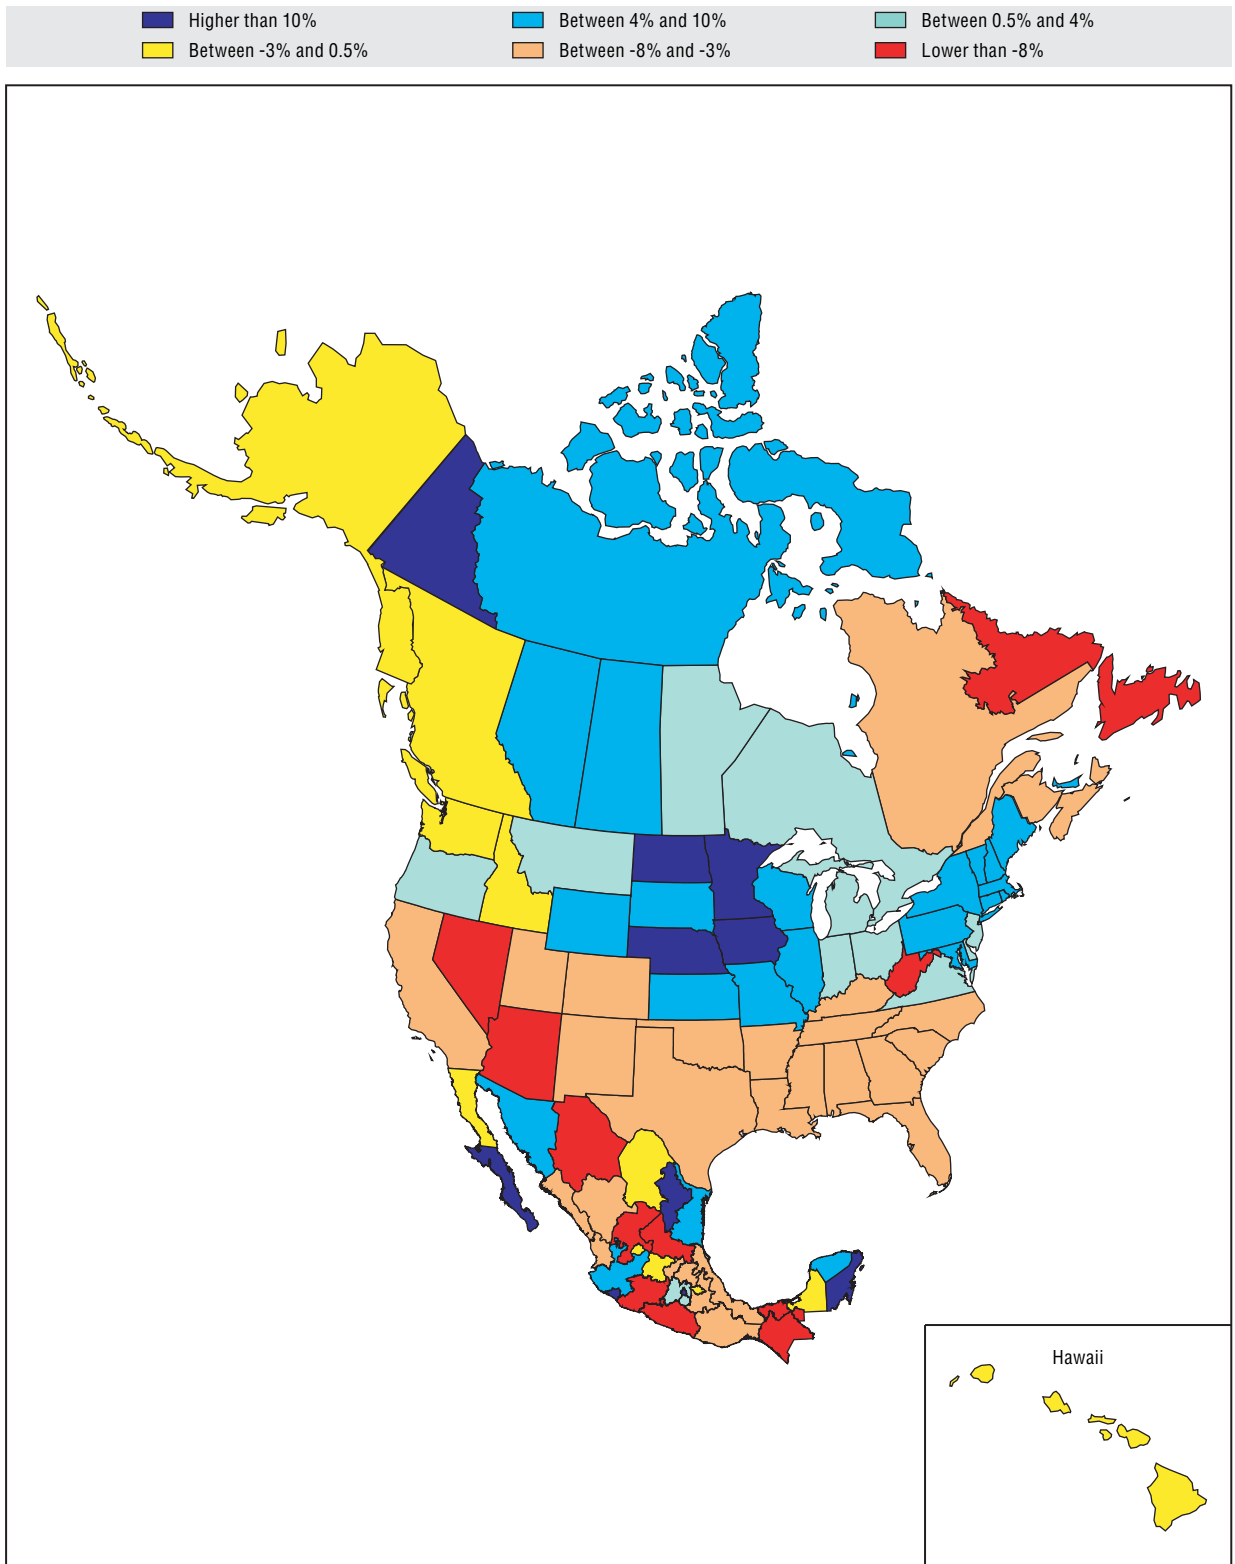 Higher than 10%
Between 4% and 10%
Between 0.5% and 4%
Between -3% and 0.5%
Between -8% and -3%
Lower than -8%
Hawaii